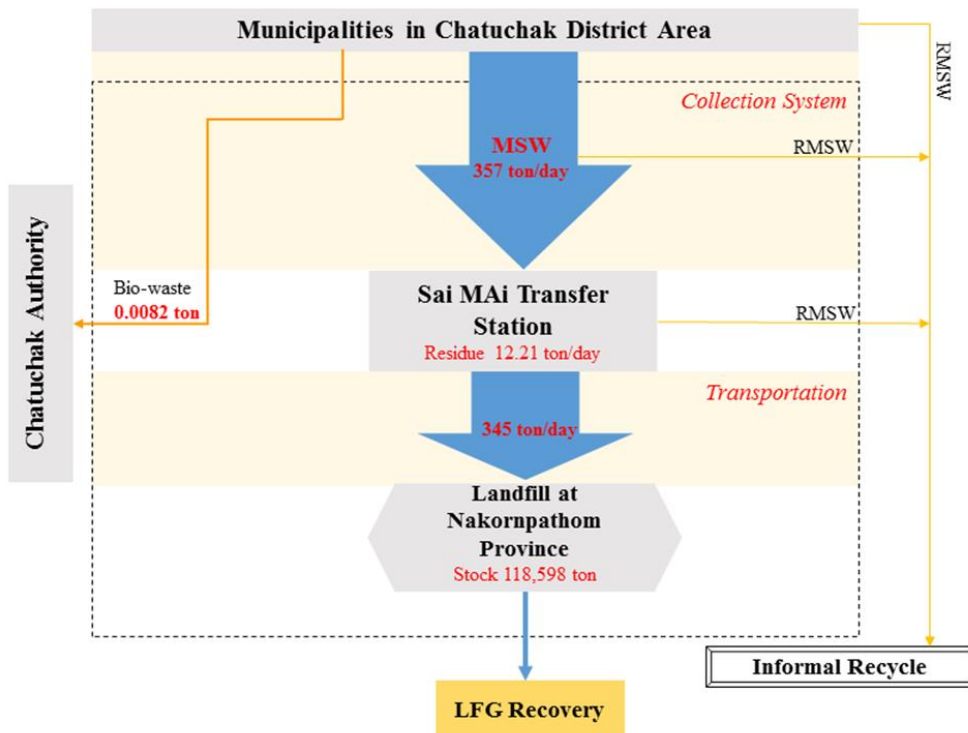 Municipalities in Chatuchak District Area
RMSW
Collection System
MSW
357 ton/day
RMSW
Chatuchak Authority
Bio-waste
0.0082 ton
Sai MAi Transfer
Station
Residue 12.21 ton/day
RMSW
Transportation
345 ton/day
Landfill at
Nakornpathom
Province
Stock 118,598 ton
Informal Recycle
LFG Recovery